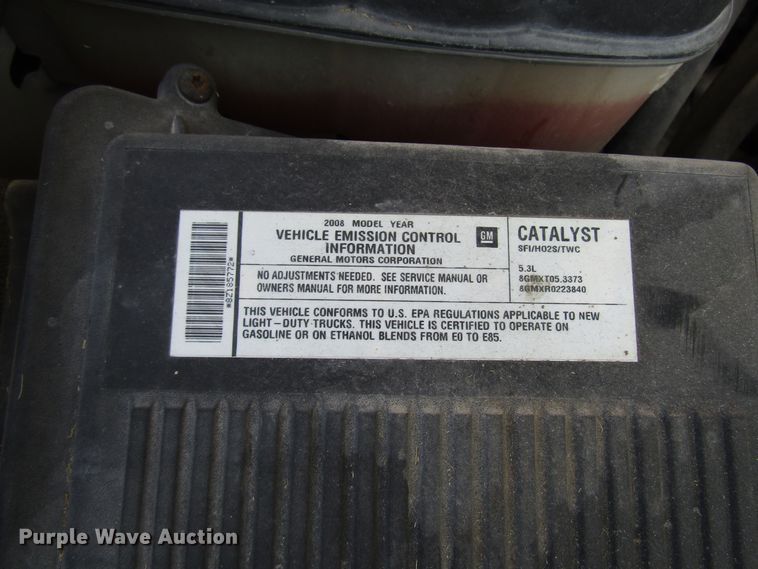 2008 MODEL YEAR
VEHICLE EMISSION CONTROL
INFORMATION
GENERAL MOTORS CORPORATION
GM
NO ADJUSTMENTS NEEDED. SEE SERVICE MANUAL OR
OWNERS MANUAL FOR MORE INFORMATION.
CATALYST
SFI/HO2S/TWC
5.3L
8GMXT05.3373
8GMXR0223840
THIS VEHICLE CONFORMS TO U.S. EPA REGULATIONS APPLICABLE TO NEW
LIGHT-DUTY TRUCKS. THIS VEHICLE IS CERTIFIED TO OPERATE ON
GASOLINE OR ON ETHANOL BLENDS FROM E0 TO E85.
*8Z185772*
Purple Wave Auction®